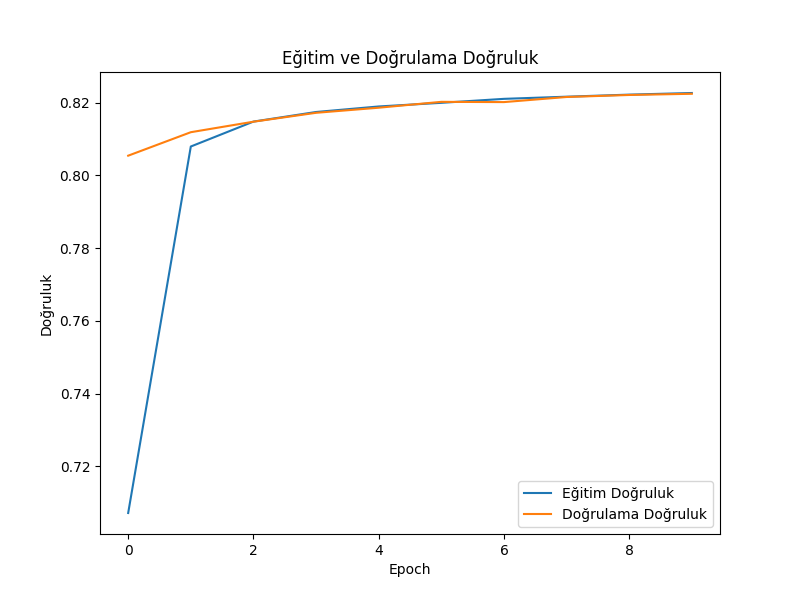 Eğitim ve Doğrulama Doğruluk
0.82
0.80
0.78
0.76
0.74
0.72
Doğruluk
0
2
4
6
8
Epoch
Eğitim Doğruluk
Doğrulama Doğruluk